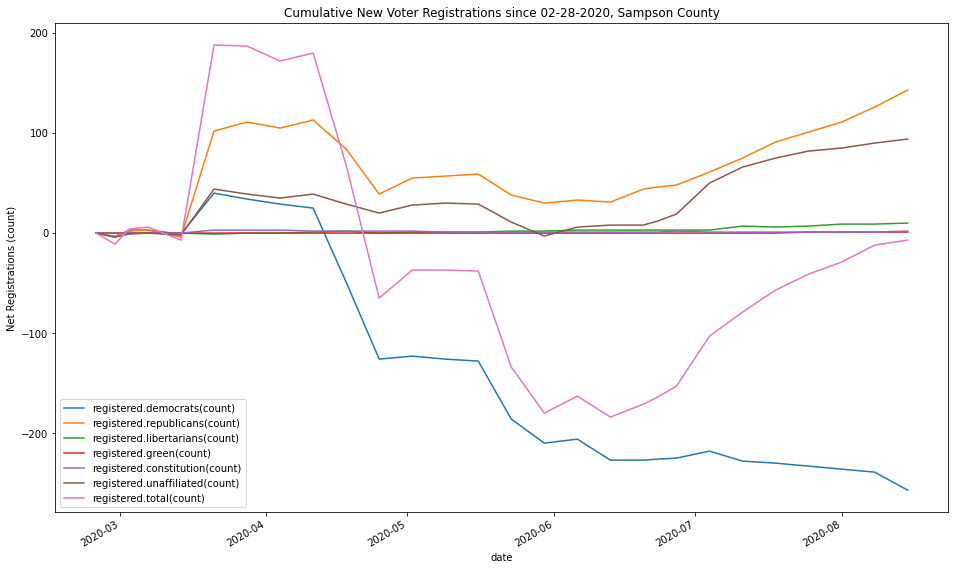 Cumulative New Voter Registrations since 02-28-2020, Sampson County
Net Registrations (count)
200
100
0
−100
−200
registered.democrats(count)
registered.republicans(count)
registered.libertarians(count)
registered.green(count)
registered.constitution(count)
registered.unaffiliated(count)
registered.total(count)
2020-03
2020-04
2020-05
2020-06
2020-07
2020-08
date